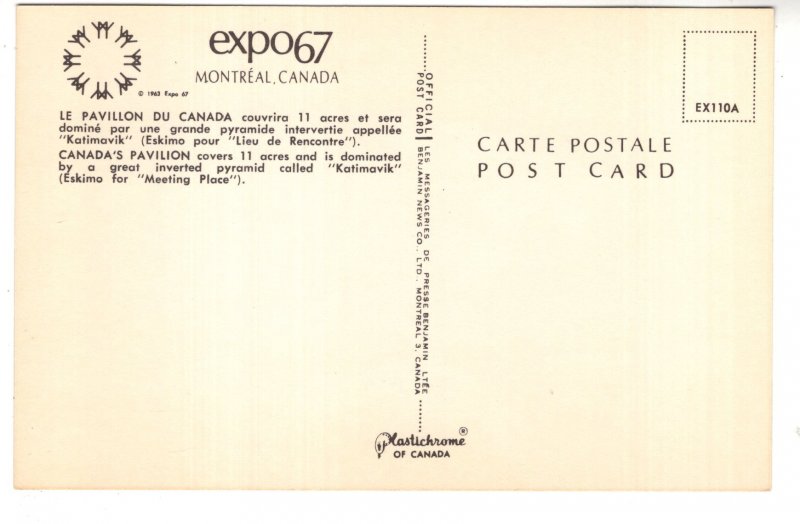 expo67
MONTRÉAL, CANADA
© 1963 Expo 67
LE PAVILLON DU CANADA couvrira 11 acres et sera
dominé par une grande pyramide intervertie appellée
"Katimavik" (Eskimo pour "Lieu de Rencontre").
CANADA'S PAVILION covers 11 acres and is dominated
by a great inverted pyramid called "Katimavik"
(Eskimo for "Meeting Place").
OFFICIAL
POST CARD
LES MESSAGERIES DE PRESSE BENJAMIN LTÉE
BENJAMIN NEWS CO., LTD., MONTREAL 3, CANADA
EX110A
CARTE POSTALE
POST CARD
Plastichrome®
OF CANADA